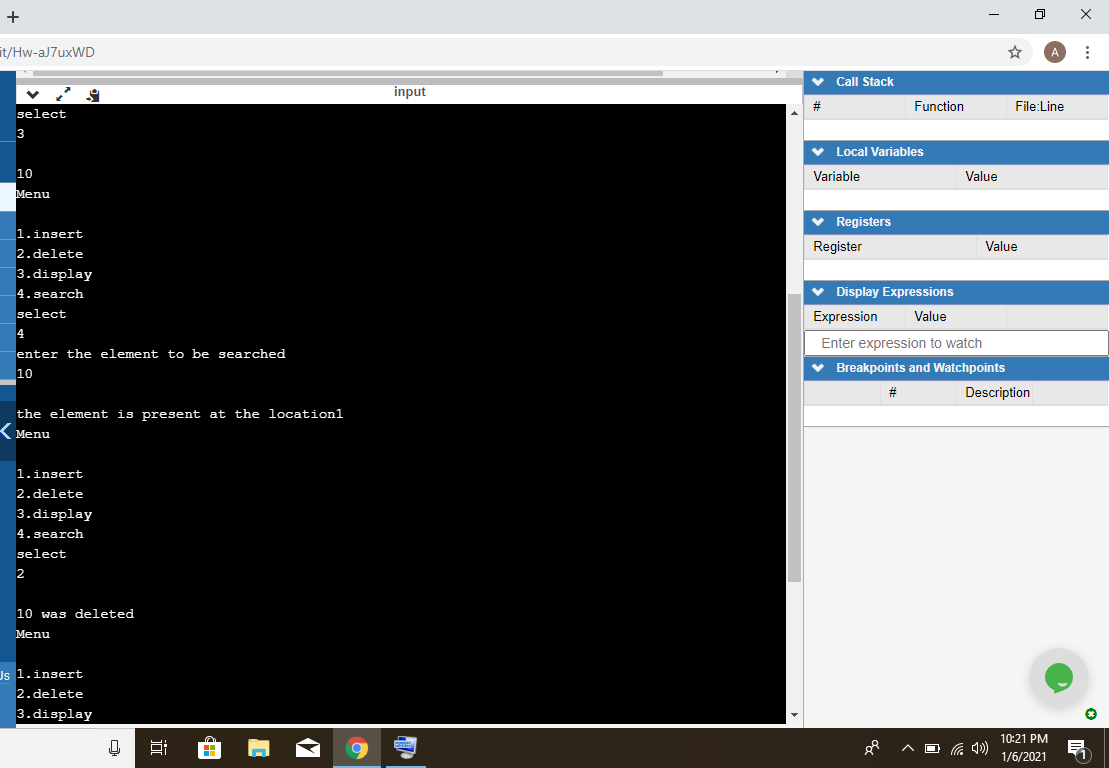 it/Hw-aJ7uxWD
A
input
select
3
10
Menu
1.insert
2.delete
3.display
4.search
select
4
enter the element to be searched
10
the element is present at the location1
Menu
1.insert
2.delete
3.display
4.search
select
2
10 was deleted
Menu
1.insert
2.delete
3.display
Js
Call Stack
# Function File:Line
Local Variables
Variable Value
Registers
Register Value
Display Expressions
Expression Value
Enter expression to watch
Breakpoints and Watchpoints
# Description
10:21 PM
1/6/2021
1